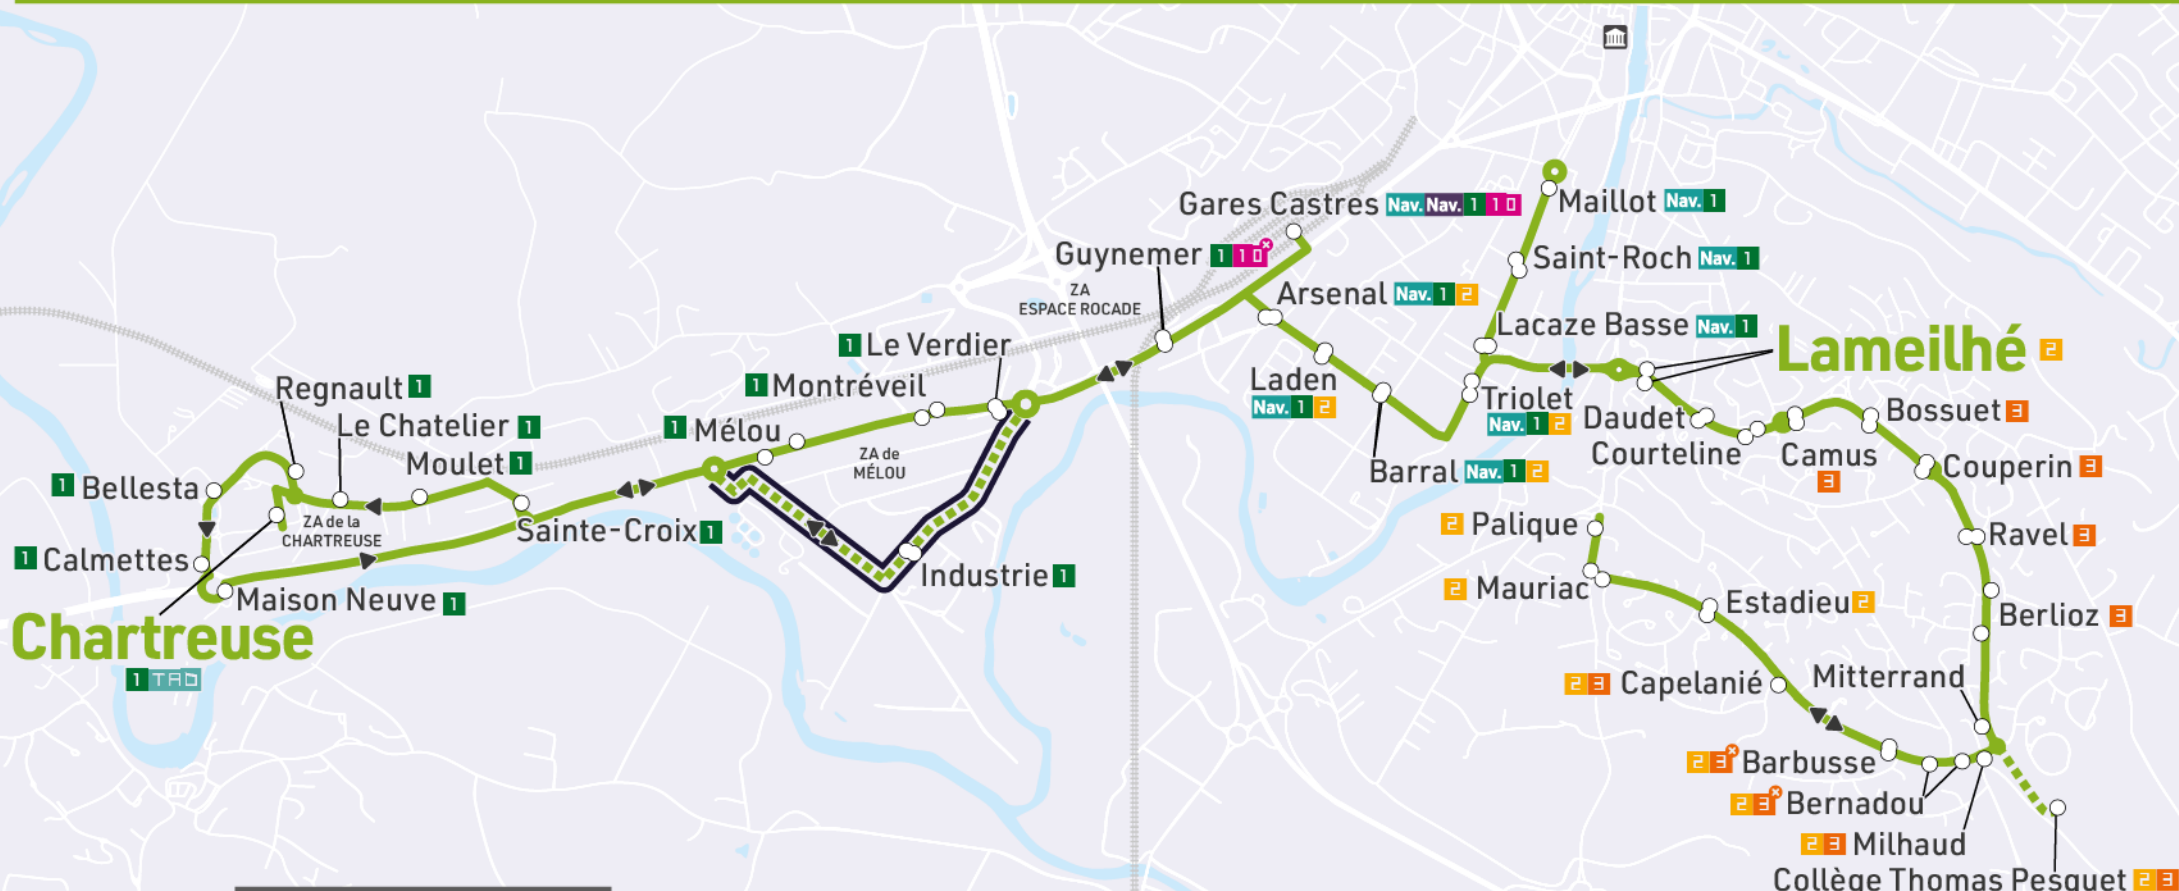 Gares Castres Nav. Nav. 1 10
Maillot Nav. 1
Guynemer 1 10
Saint-Roch Nav. 1
ZA
ESPACE ROCADE
Arsenal Nav. 1 2
Lacaze Basse Nav. 1
1 Le Verdier
Lameilhé 2
1 Montréveil
Laden
Nav. 1 2
Triolet
Nav. 1 2
Regnault 1
Le Chatelier 1
1 Mélou
Daudet
Bossuet 3
Courteline
Camus
3
Moulet 1
ZA de
MÉLOU
Barral Nav. 1 2
Couperin 3
1 Bellesta
ZA de la
CHARTREUSE
Sainte-Croix 1
2 Palique
Ravel 3
1 Calmettes
Industrie 1
2 Mauriac
Maison Neuve 1
Estadieu 2
Berlioz 3
Chartreuse
1 TAD
2 3 Capelanié
Mitterrand
2 3 Barbusse
2 3 Bernadou
2 3 Milhaud
Collège Thomas Pesquet 2 3